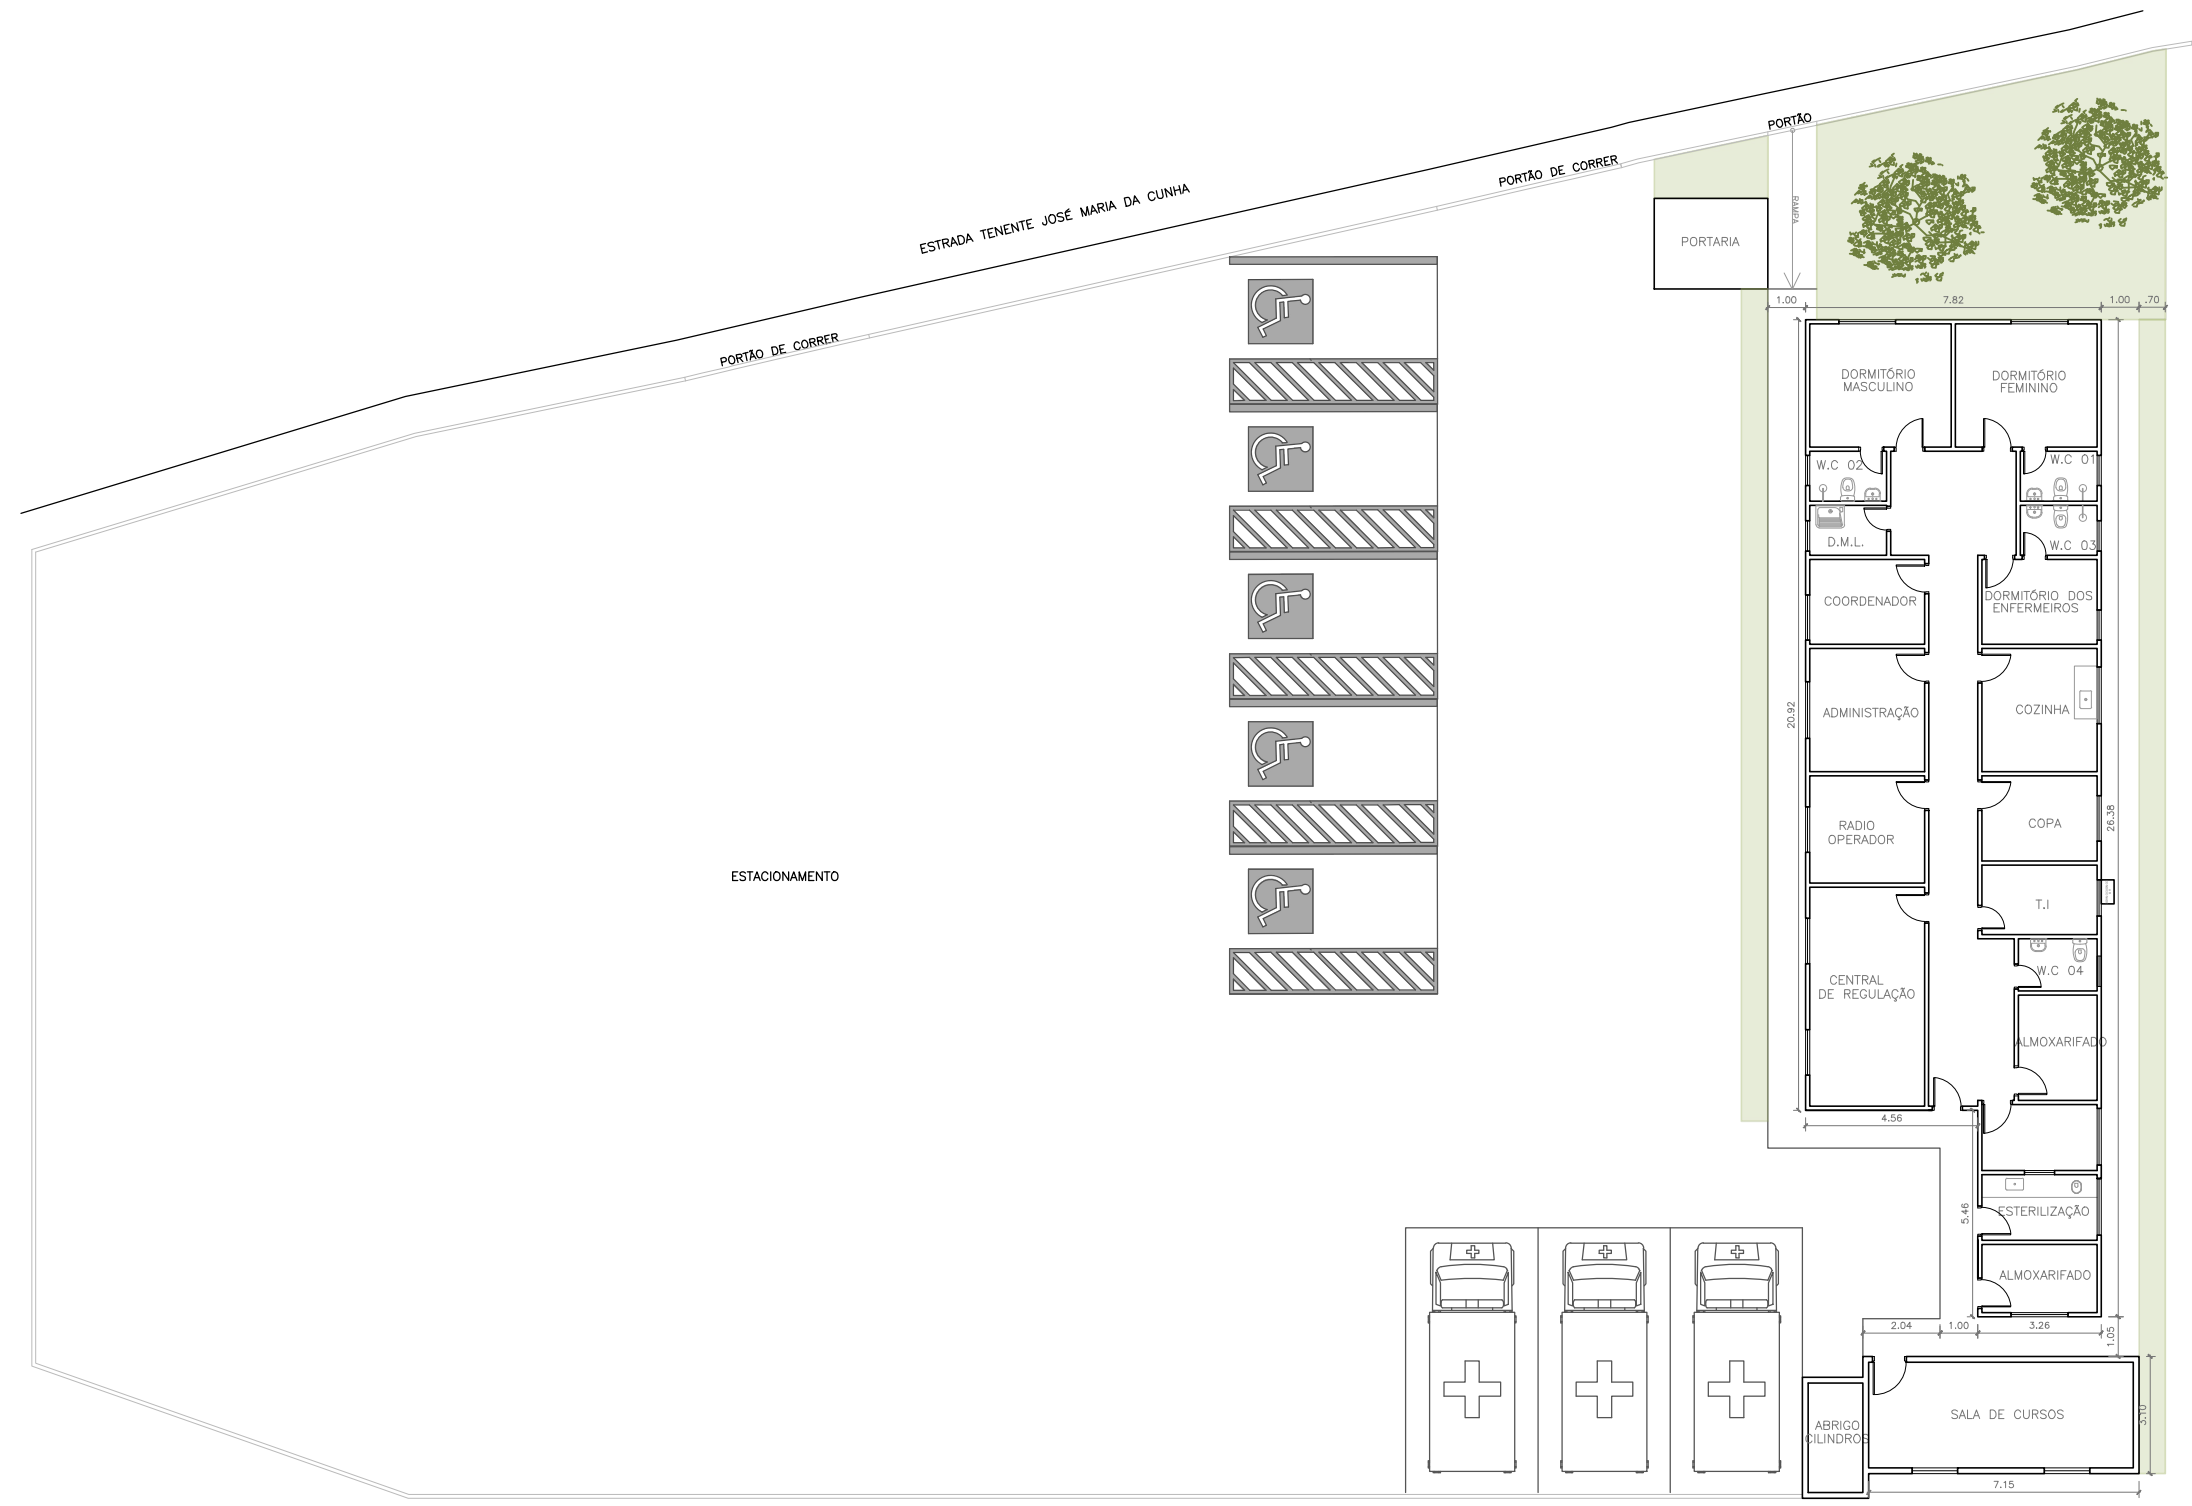 PORTÃO
PORTÃO DE CORRER
ESTRADA TENENTE JOSÉ MARIA DA CUNHA
RAMPA
PORTARIA
PORTÃO DE CORRER
1.00
7.82
1.00
.70
DORMITÓRIO
MASCULINO
DORMITÓRIO
FEMININO
W.C 02
W.C 01
D.M.L.
W.C 03
COORDENADOR
DORMITÓRIO DOS
ENFERMEIROS
20.92
ADMINISTRAÇÃO
COZINHA
RADIO
OPERADOR
COPA
26.38
ESTACIONAMENTO
T.I
W.C 04
CENTRAL
DE REGULAÇÃO
ALMOXARIFADO
4.56
5.46
ESTERILIZAÇÃO
ALMOXARIFADO
2.04
1.00
3.26
1.05
SALA DE CURSOS
3.10
ABRIGO
CILINDROS
7.15